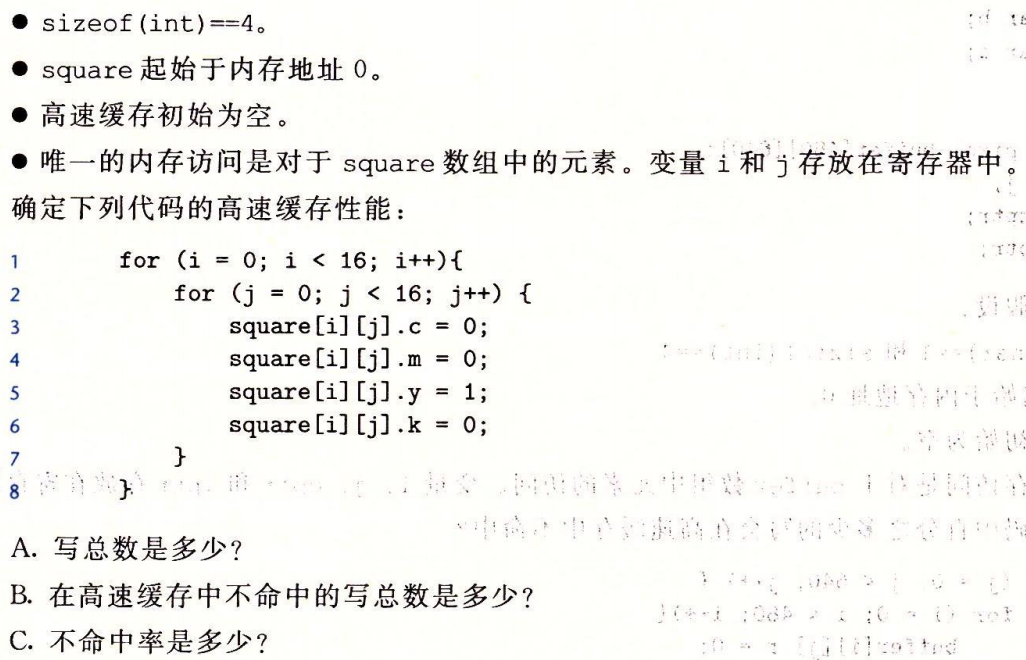 ● sizeof(int)==4。
● square 起始于内存地址 0。
● 高速缓存初始为空。
● 唯一的内存访问是对于 square 数组中的元素。变量 i 和 j 存放在寄存器中。
确定下列代码的高速缓存性能：
1 for (i = 0; i < 16; i++){
2 for (j = 0; j < 16; j++) {
3 square[i][j].c = 0;
4 square[i][j].m = 0;
5 square[i][j].y = 1;
6 square[i][j].k = 0;
7 }
8 }
A. 写总数是多少?
B. 在高速缓存中不命中的写总数是多少?
C. 不命中率是多少?